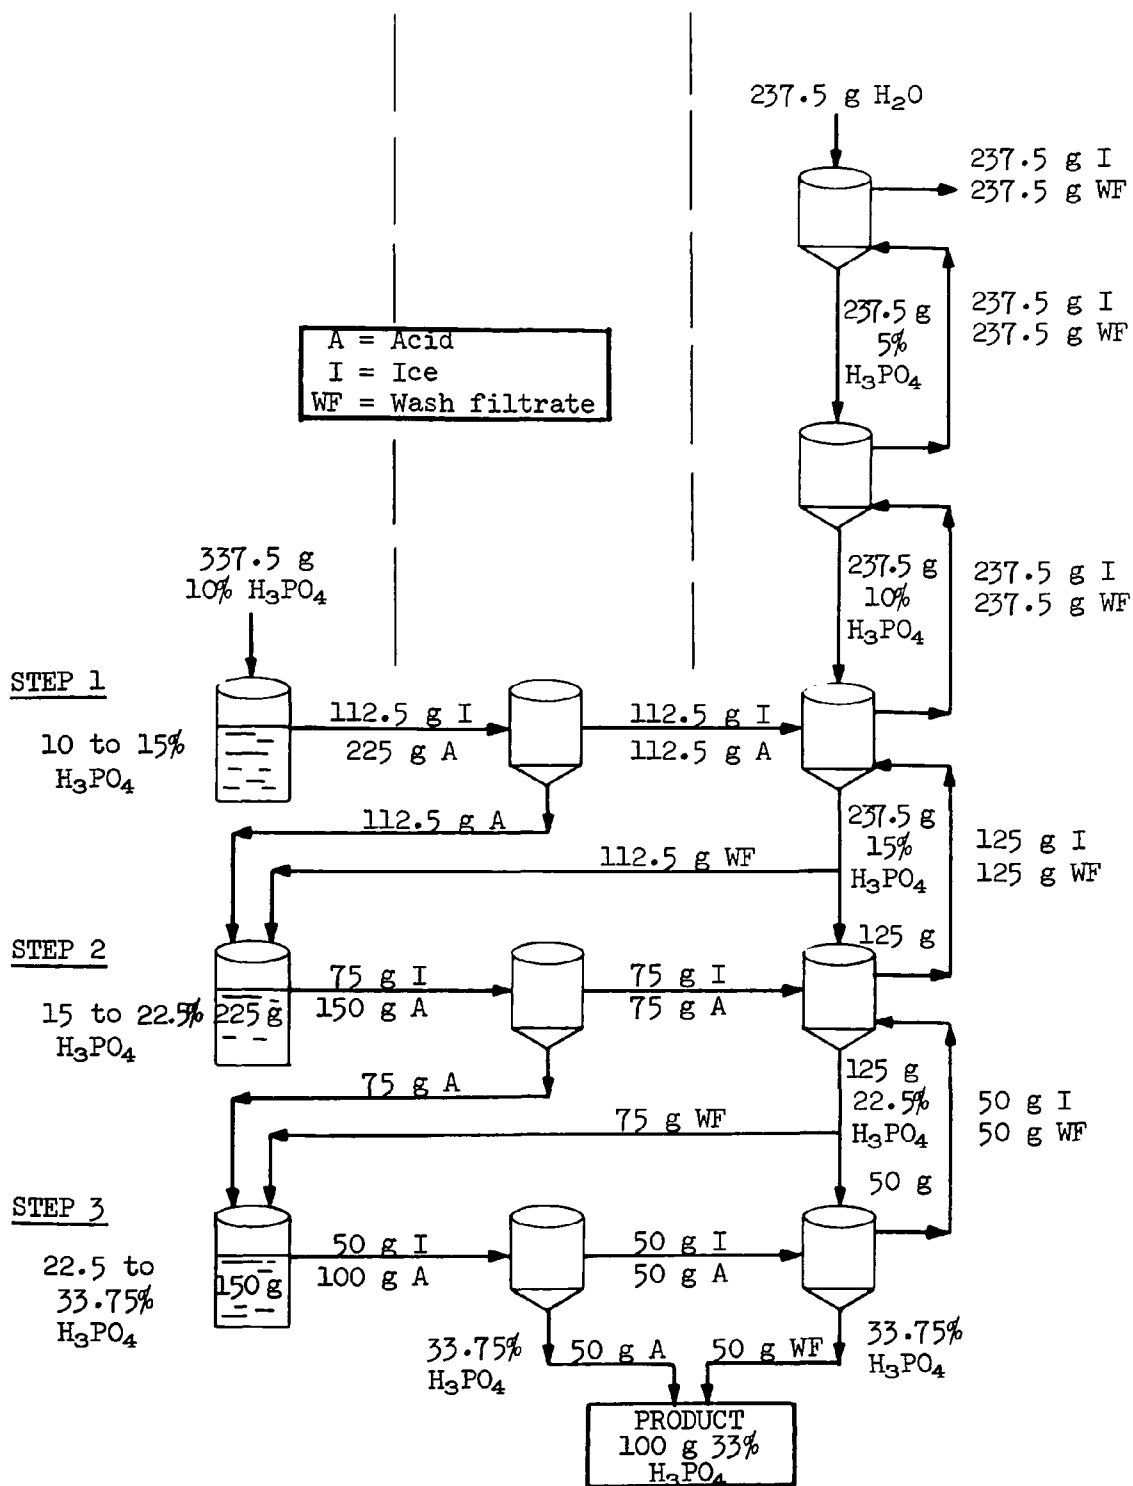 237.5 g H₂O
237.5 g I
237.5 g WF
237.5 g
5%
H₃PO₄
237.5 g I
237.5 g WF
A = Acid
I = Ice
WF = Wash filtrate
337.5 g
10% H₃PO₄
237.5 g
10%
H₃PO₄
237.5 g I
237.5 g WF
STEP 1
10 to 15%
H₃PO₄
112.5 g I
225 g A
112.5 g I
112.5 g A
112.5 g A
112.5 g WF
237.5 g
15%
H₃PO₄
125 g I
125 g WF
125 g
STEP 2
15 to 22.5%
H₃PO₄
225 g
75 g I
150 g A
75 g I
75 g A
75 g A
75 g WF
125 g
22.5%
H₃PO₄
50 g I
50 g WF
50 g
STEP 3
22.5 to
33.75%
H₃PO₄
150 g
50 g I
100 g A
50 g I
50 g A
33.75%
H₃PO₄
50 g A
50 g WF
33.75%
H₃PO₄
PRODUCT
100 g 33%
H₃PO₄